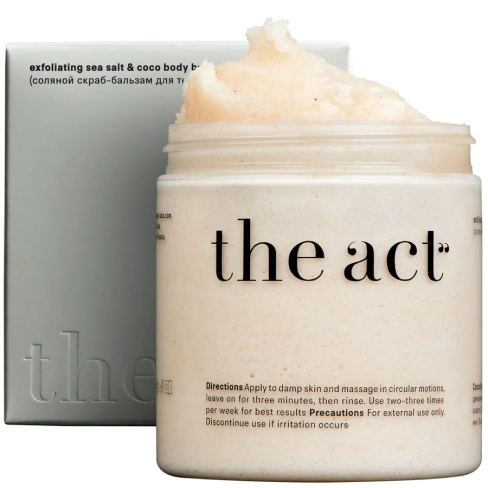 exfoliating sea salt & coco body
(соляной скраб-бальзам для
the act”
Directions Apply to damp skin and massage in circular motions,
leave on for three minutes, then rinse. Use two-three times
per week for best results Precautions For external use only.
Discontinue use if irritation occurs
the